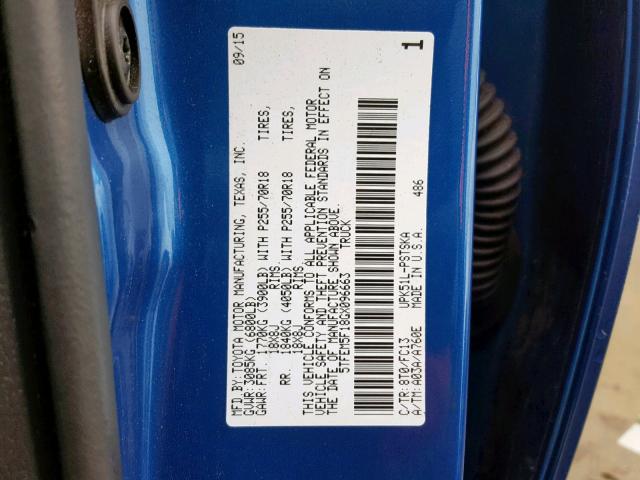 MFD.BY:TOYOTA MOTOR MANUFACTURING, TEXAS, INC. 09/15
GVWR:3085KG (6800LB)
GAWR:FRT. 1770KG (3900LB) WITH P255/70R18 TIRES,
18X8J RIMS
RR. 1840KG (4050LB) WITH P255/70R18 TIRES,
18X8J RIMS
THIS VEHICLE CONFORMS TO ALL APPLICABLE FEDERAL MOTOR
VEHICLE SAFETY AND THEFT PREVENTION STANDARDS IN EFFECT ON
THE DATE OF MANUFACTURE SHOWN ABOVE.
5TFEM5F18GX096663 TRUCK
C/TR:8T0/FC13 UPK51L-PSTSKA 486
A/TM:A03A/A760E MADE IN U.S.A.
1